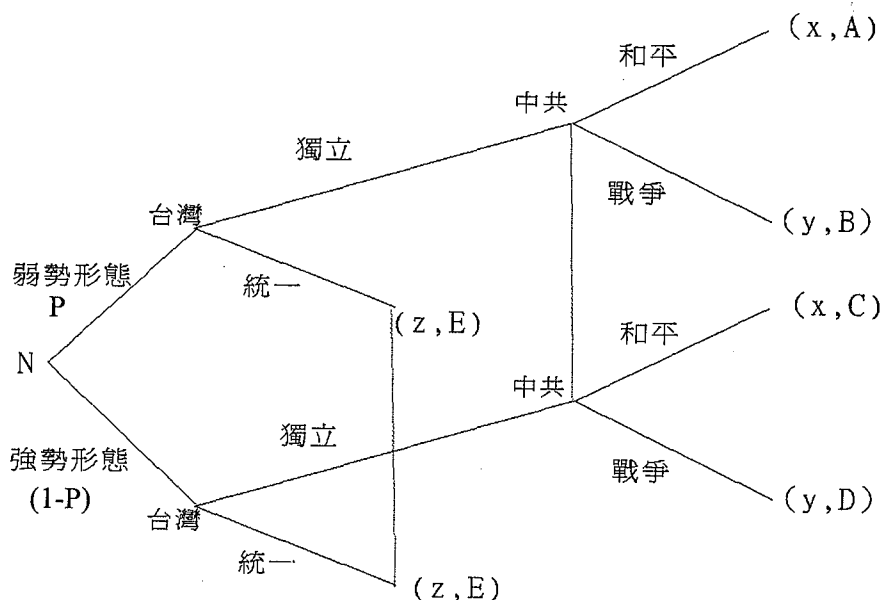 (x,A)
和平
中共
獨立
戰爭
台灣
(y,B)
弱勢形態
統一
P
(x,C)
(z,E)
和平
N
中共
獨立
強勢形態
戰爭
(1-P)
(y,D)
台灣
統一
(z,E)